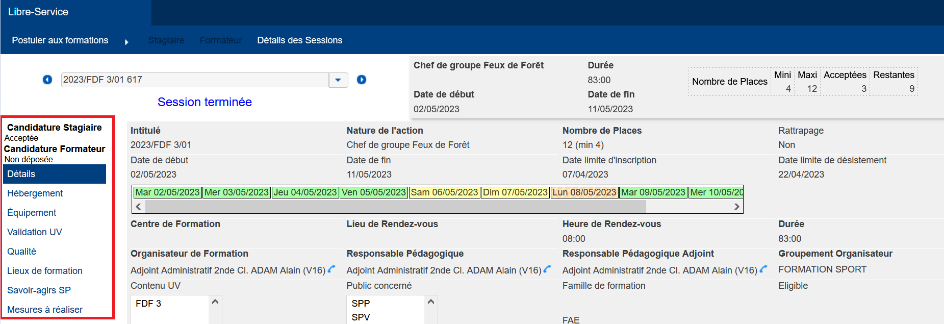 Libre-Service
Postuler aux formations Stagiaire Formateur Détails des Sessions
2023/FDF 3/01 617
Session terminée
Chef de groupe Feux de Forêt Durée
83:00
Date de début Date de fin
02/05/2023 11/05/2023
Mini Maxi Acceptées Restantes
Nombre de Places 4 12 3 9
Candidature Stagiaire
Acceptée
Candidature Formateur
Non déposée
Détails
Hébergement
Équipement
Validation UV
Qualité
Lieux de formation
Savoir-agirs SP
Mesures à réaliser
Intitulé Nature de l'action Nombre de Places Rattrapage
2023/FDF 3/01 Chef de groupe Feux de Forêt 12 (min 4) Non
Date de début Date de fin Date limite d'inscription Date limite de désistement
02/05/2023 11/05/2023 07/04/2023 22/04/2023
Mar 02/05/2023 Mer 03/05/2023 Jeu 04/05/2023 Ven 05/05/2023 Sam 06/05/2023 Dim 07/05/2023 Lun 08/05/2023 Mar 09/05/2023 Mer 10/05/20
Centre de Formation Lieu de Rendez-vous Heure de Rendez-vous Durée
08:00 83:00
Organisateur de Formation Responsable Pédagogique Responsable Pédagogique Adjoint Groupement Organisateur
Adjoint Administratif 2nde Cl. ADAM Alain (V16) Adjoint Administratif 2nde Cl. ADAM Alain (V16) Adjoint Administratif 2nde Cl. ADAM Alain (V16) FORMATION SPORT
Contenu UV Public concerné Famille de formation Eligible
FDF 3 SPP
SPV FAE